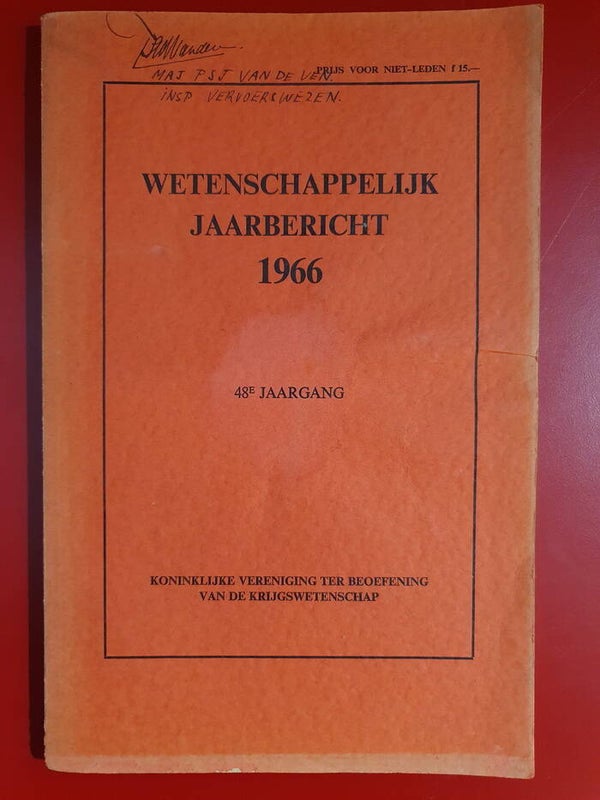 MAJ PSJ VAN DE VEN.
PRIJS VOOR NIET-LEDEN f 15.—
INSP VERVOERSWEZEN.
WETENSCHAPPELIJK
JAARBERICHT
1966
48E JAARGANG
KONINKLIJKE VERENIGING TER BEOEFENING
VAN DE KRIJGSWETENSCHAP